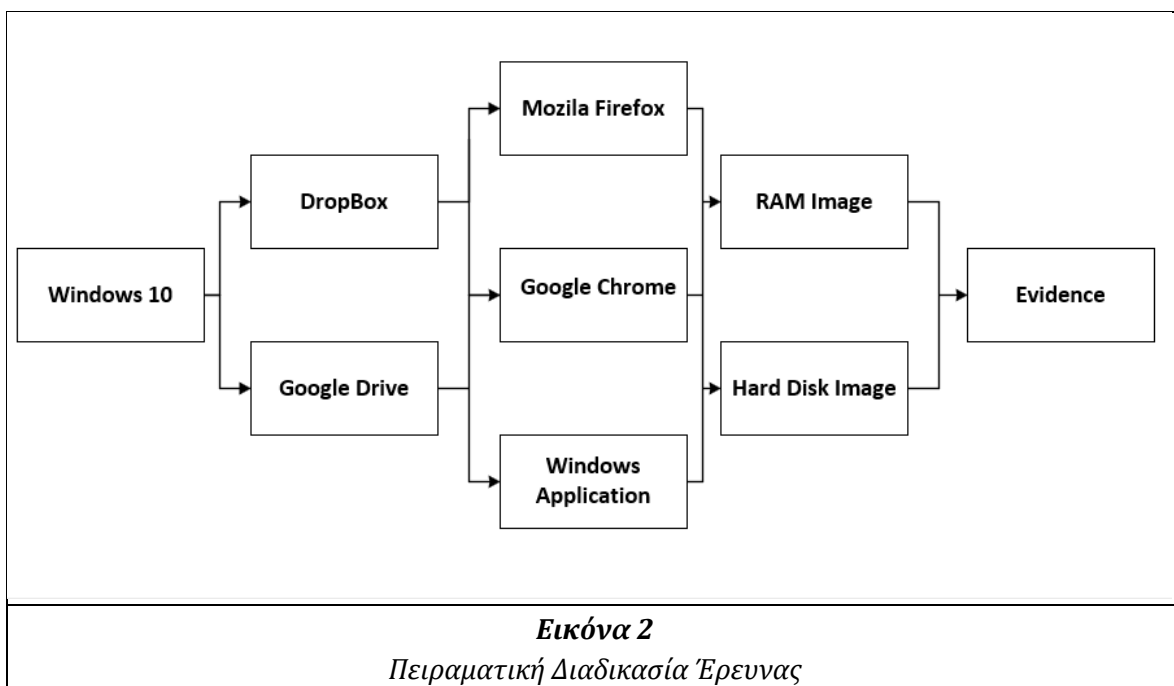 Mozila Firefox
DropBox
RAM Image
Windows 10
Google Chrome
Evidence
Google Drive
Hard Disk Image
Windows
Application
Εικόνα 2
Πειραματική Διαδικασία Έρευνας